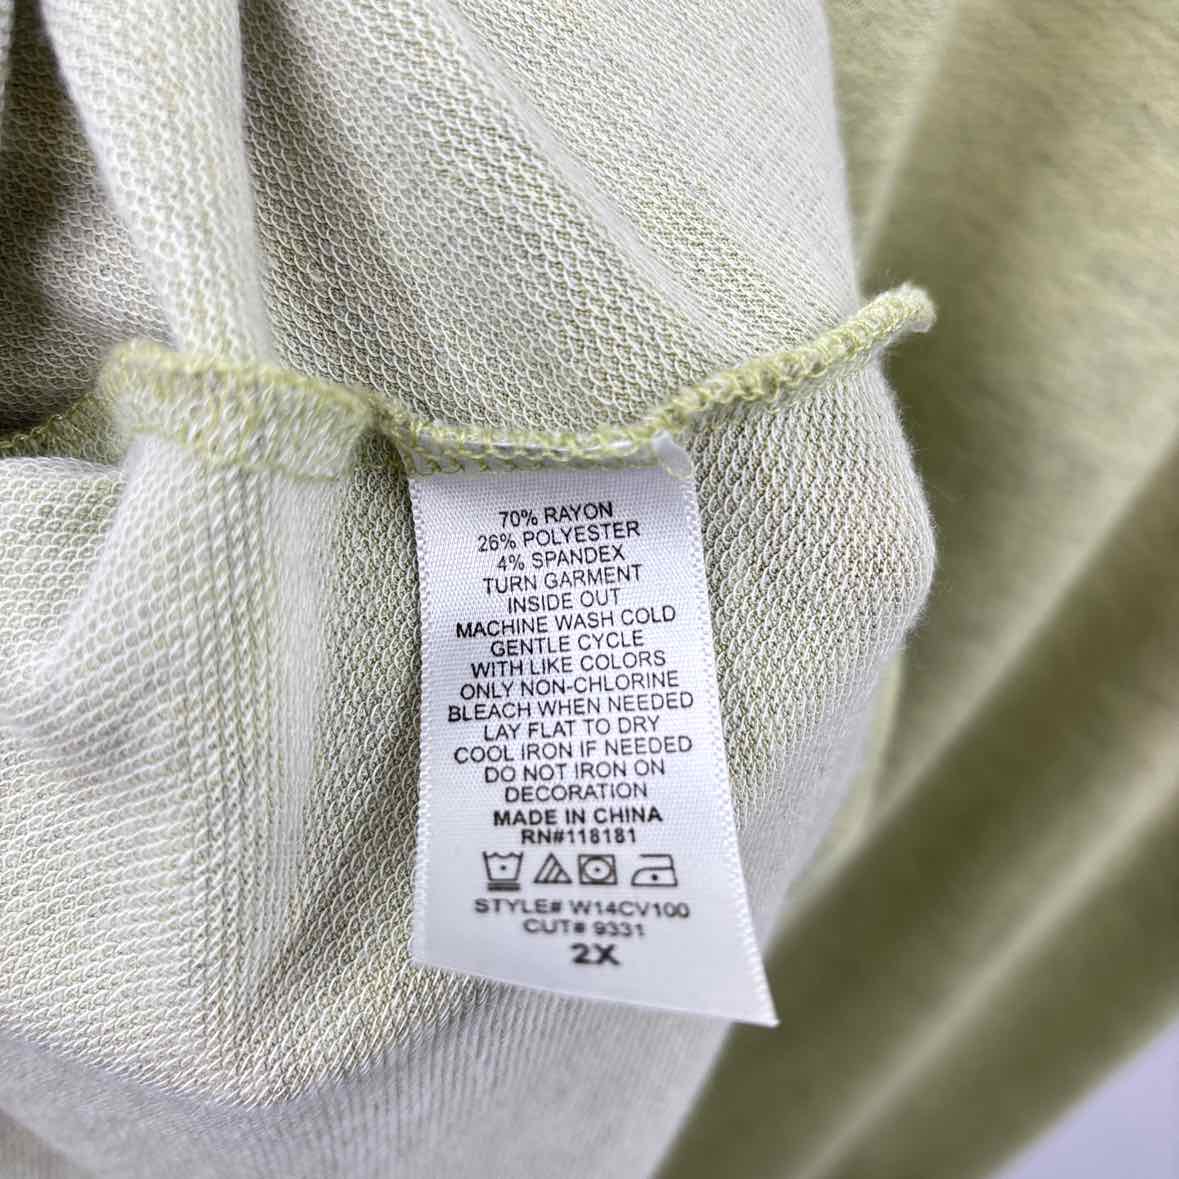 70% RAYON
26% POLYESTER
4% SPANDEX
TURN GARMENT
INSIDE OUT
MACHINE WASH COLD
GENTLE CYCLE
WITH LIKE COLORS
ONLY NON-CHLORINE
BLEACH WHEN NEEDED
LAY FLAT TO DRY
COOL IRON IF NEEDED
DO NOT IRON ON
DECORATION
MADE IN CHINA
RN#118181
STYLE# W14CV100
CUT# 9331
2X